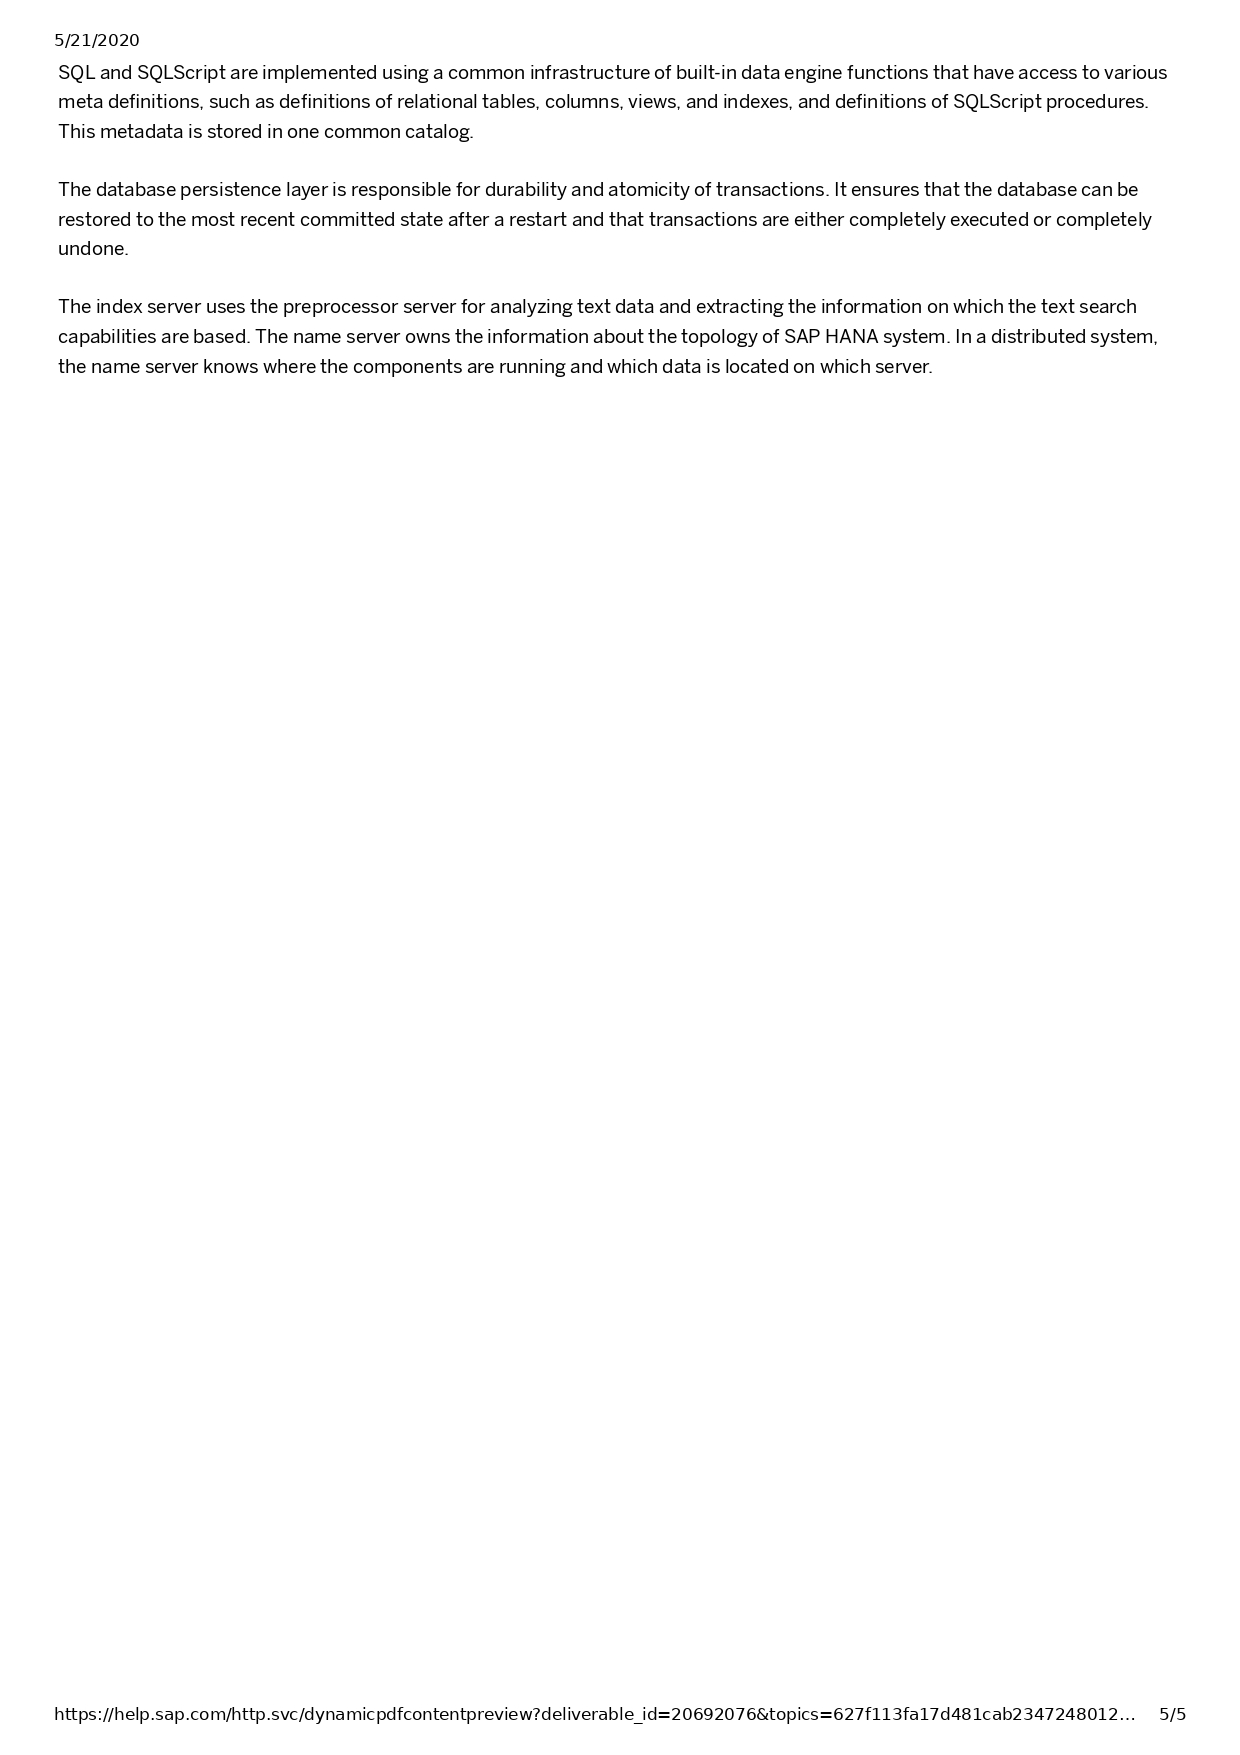 5/21/2020
SQL and SQLScript are implemented using a common infrastructure of built-in data engine functions that have access to various
meta definitions, such as definitions of relational tables, columns, views, and indexes, and definitions of SQLScript procedures.
This metadata is stored in one common catalog.
The database persistence layer is responsible for durability and atomicity of transactions. It ensures that the database can be
restored to the most recent committed state after a restart and that transactions are either completely executed or completely
undone.
The index server uses the preprocessor server for analyzing text data and extracting the information on which the text search
capabilities are based. The name server owns the information about the topology of SAP HANA system. In a distributed system,
the name server knows where the components are running and which data is located on which server.
https://help.sap.com/http.svc/dynamicpdfcontentpreview?deliverable_id=20692076&topics=627f113fa17d481cab2347248012… 5/5